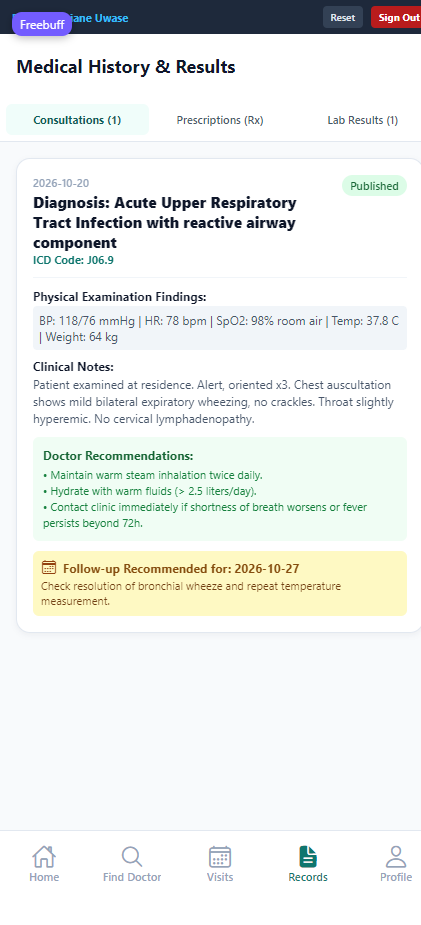 Freebuff
iane Uwase
Reset
Sign Out
Medical History & Results
Consultations (1)
Prescriptions (Rx)
Lab Results (1)
2026-10-20
Published
Diagnosis: Acute Upper Respiratory
Tract Infection with reactive airway
component
ICD Code: J06.9
Physical Examination Findings:
BP: 118/76 mmHg | HR: 78 bpm | SpO2: 98% room air | Temp: 37.8 C
| Weight: 64 kg
Clinical Notes:
Patient examined at residence. Alert, oriented x3. Chest auscultation
shows mild bilateral expiratory wheezing, no crackles. Throat slightly
hyperemic. No cervical lymphadenopathy.
Doctor Recommendations:
• Maintain warm steam inhalation twice daily.
• Hydrate with warm fluids (> 2.5 liters/day).
• Contact clinic immediately if shortness of breath worsens or fever
persists beyond 72h.
Follow-up Recommended for: 2026-10-27
Check resolution of bronchial wheeze and repeat temperature
measurement.
Home
Find Doctor
Visits
Records
Profile